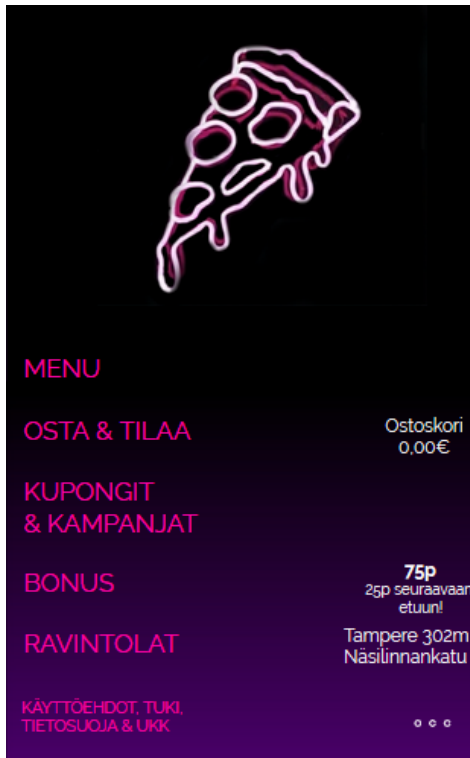 MENU
OSTA & TILAA
Ostoskori
0,00€
KUPONGIT
& KAMPANJAT
BONUS
75p
25p seuraavaan
etuun!
RAVINTOLAT
Tampere 302m
Näsilinnankatu
KÄYTTÖEHDOT, TUKI,
TIETOSUOJA & UKK